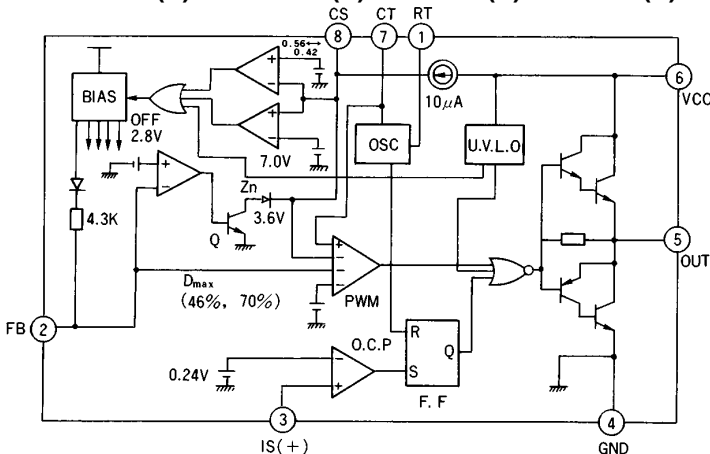 CS CT RT
8 7 1
0.56↔
0.42
6
VCC
BIAS
10μA
OFF
2.8V
OSC
U.V.L.O
7.0V
Zn
3.6V
4.3K
Q
5
OUT
Dmax
(46%, 70%)
PWM
FB 2
O.C.P
R
Q
S
0.24V
F.F
3
4
IS(+)
GND
+
−
+
−
+
−
+
−
−
−
−
+